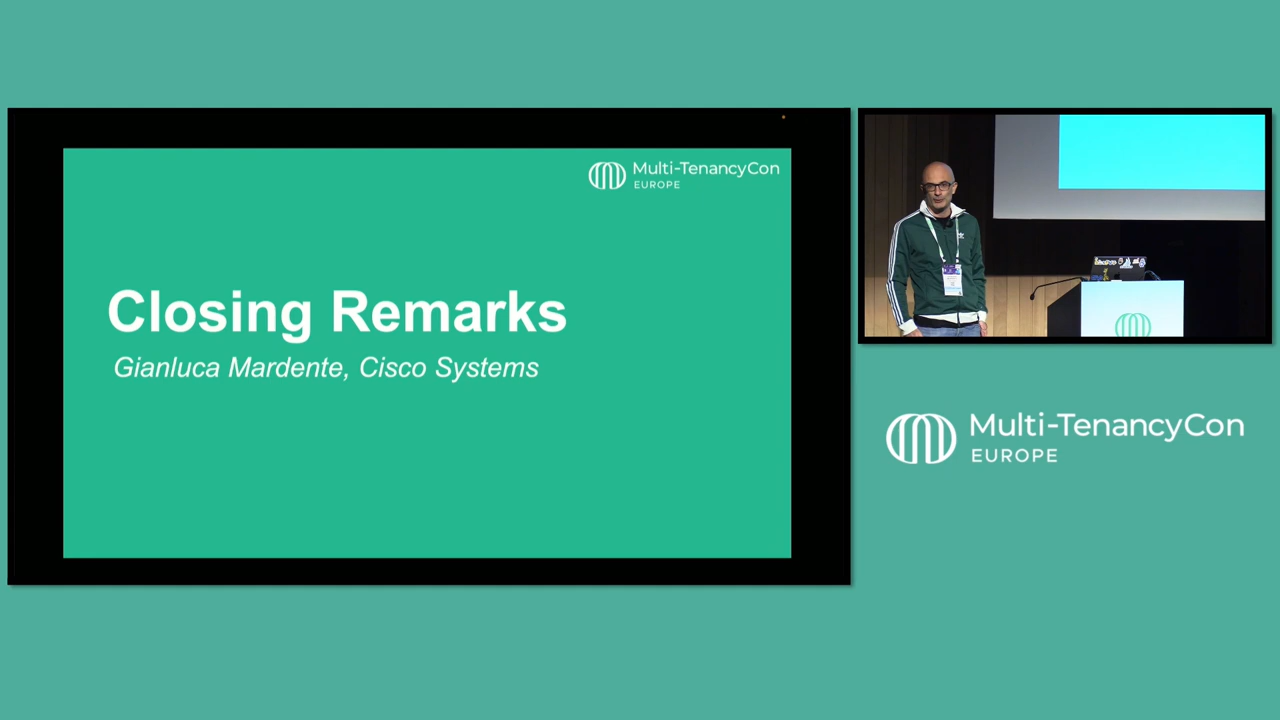 Multi-TenancyCon
EUROPE
Closing Remarks
Gianluca Mardente, Cisco Systems
Multi-TenancyCon
EUROPE